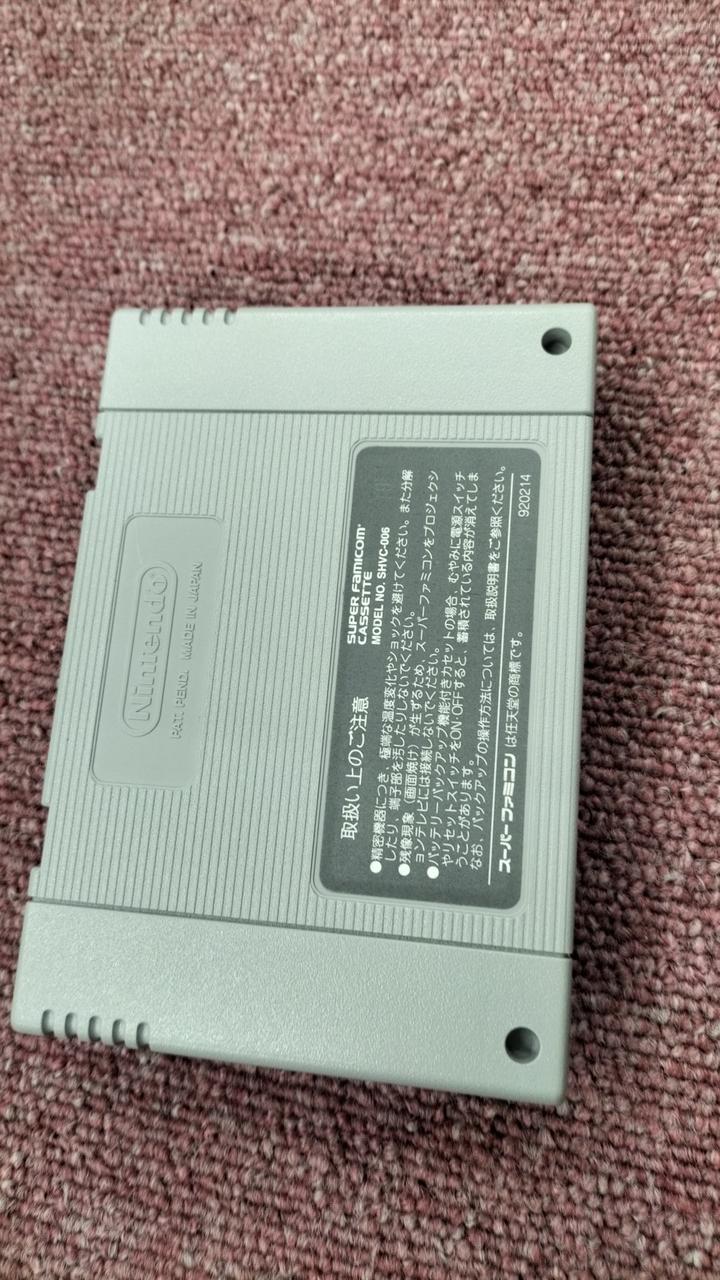 Nintendo
PAT. PEND. MADE IN JAPAN
取扱い上のご注意
SUPER FAMICOM
CASSETTE
MODEL NO. SHVC-006
●精密機器につき、極端な温度変化やショックを避けてください。また分解
したり、端子部を汚したりしないでください。
●残像現象（画面焼け）が生ずるため、スーパーファミコンをプロジェクシ
ョンテレビには接続しないでください。
●バッテリーバックアップ機能付きカセットの場合、むやみに電源スイッチ
やリセットスイッチをON・OFFすると、蓄積されている内容が消えてしま
うことがあります。
なお、バックアップの操作方法については、取扱説明書をご参照ください。
スーパーファミコン は任天堂の商標です。
920214